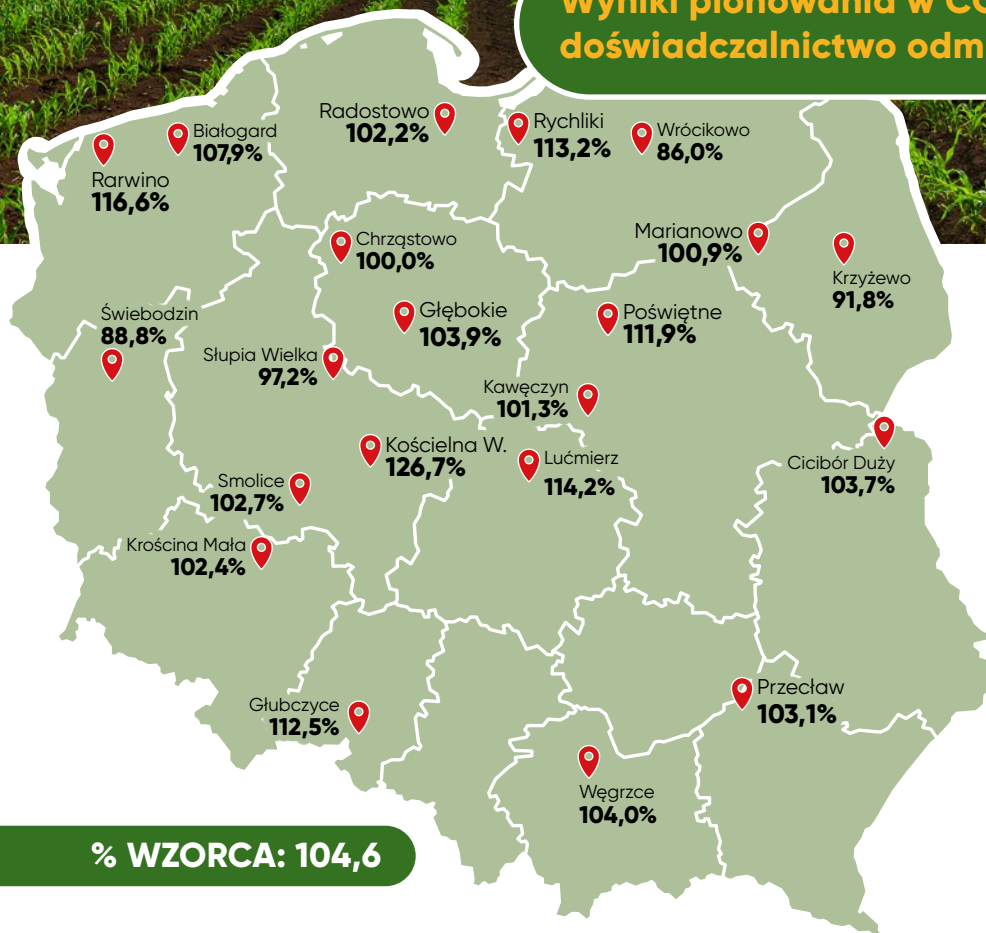 Wyniki plonowania w
doświadczalnictwo
Radostowo
102,2%
Rychliki
113,2%
Wrócikowo
86,0%
Białogard
107,9%
Rarwino
116,6%
Chrząstowo
100,0%
Marianowo
100,9%
Krzyżewo
91,8%
Świebodzin
88,8%
Głębokie
103,9%
Poświętne
111,9%
Słupia Wielka
97,2%
Kawęczyn
101,3%
Kościelna W.
126,7%
Lućmierz
114,2%
Cicibór Duży
103,7%
Smolice
102,7%
Krościna Mała
102,4%
Głubczyce
112,5%
Przecław
103,1%
Węgrzce
104,0%
% WZORCA: 104,6